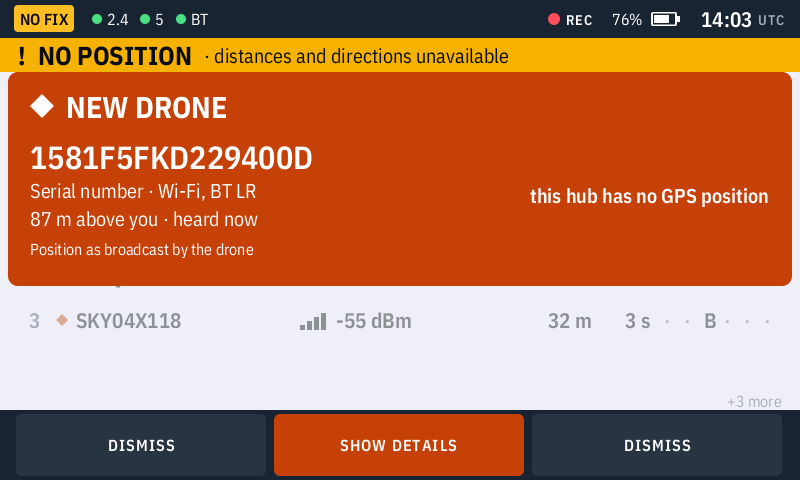 NO FIX 2.4 5 BT REC 76% 14:03 UTC
! NO POSITION · distances and directions unavailable
NEW DRONE
1581F5FKD229400D
Serial number · Wi-Fi, BT LR
this hub has no GPS position
87 m above you · heard now
Position as broadcast by the drone
3 SKY04X118 -55 dBm 32 m 3 s · · B · · ·
+3 more
DISMISS SHOW DETAILS DISMISS